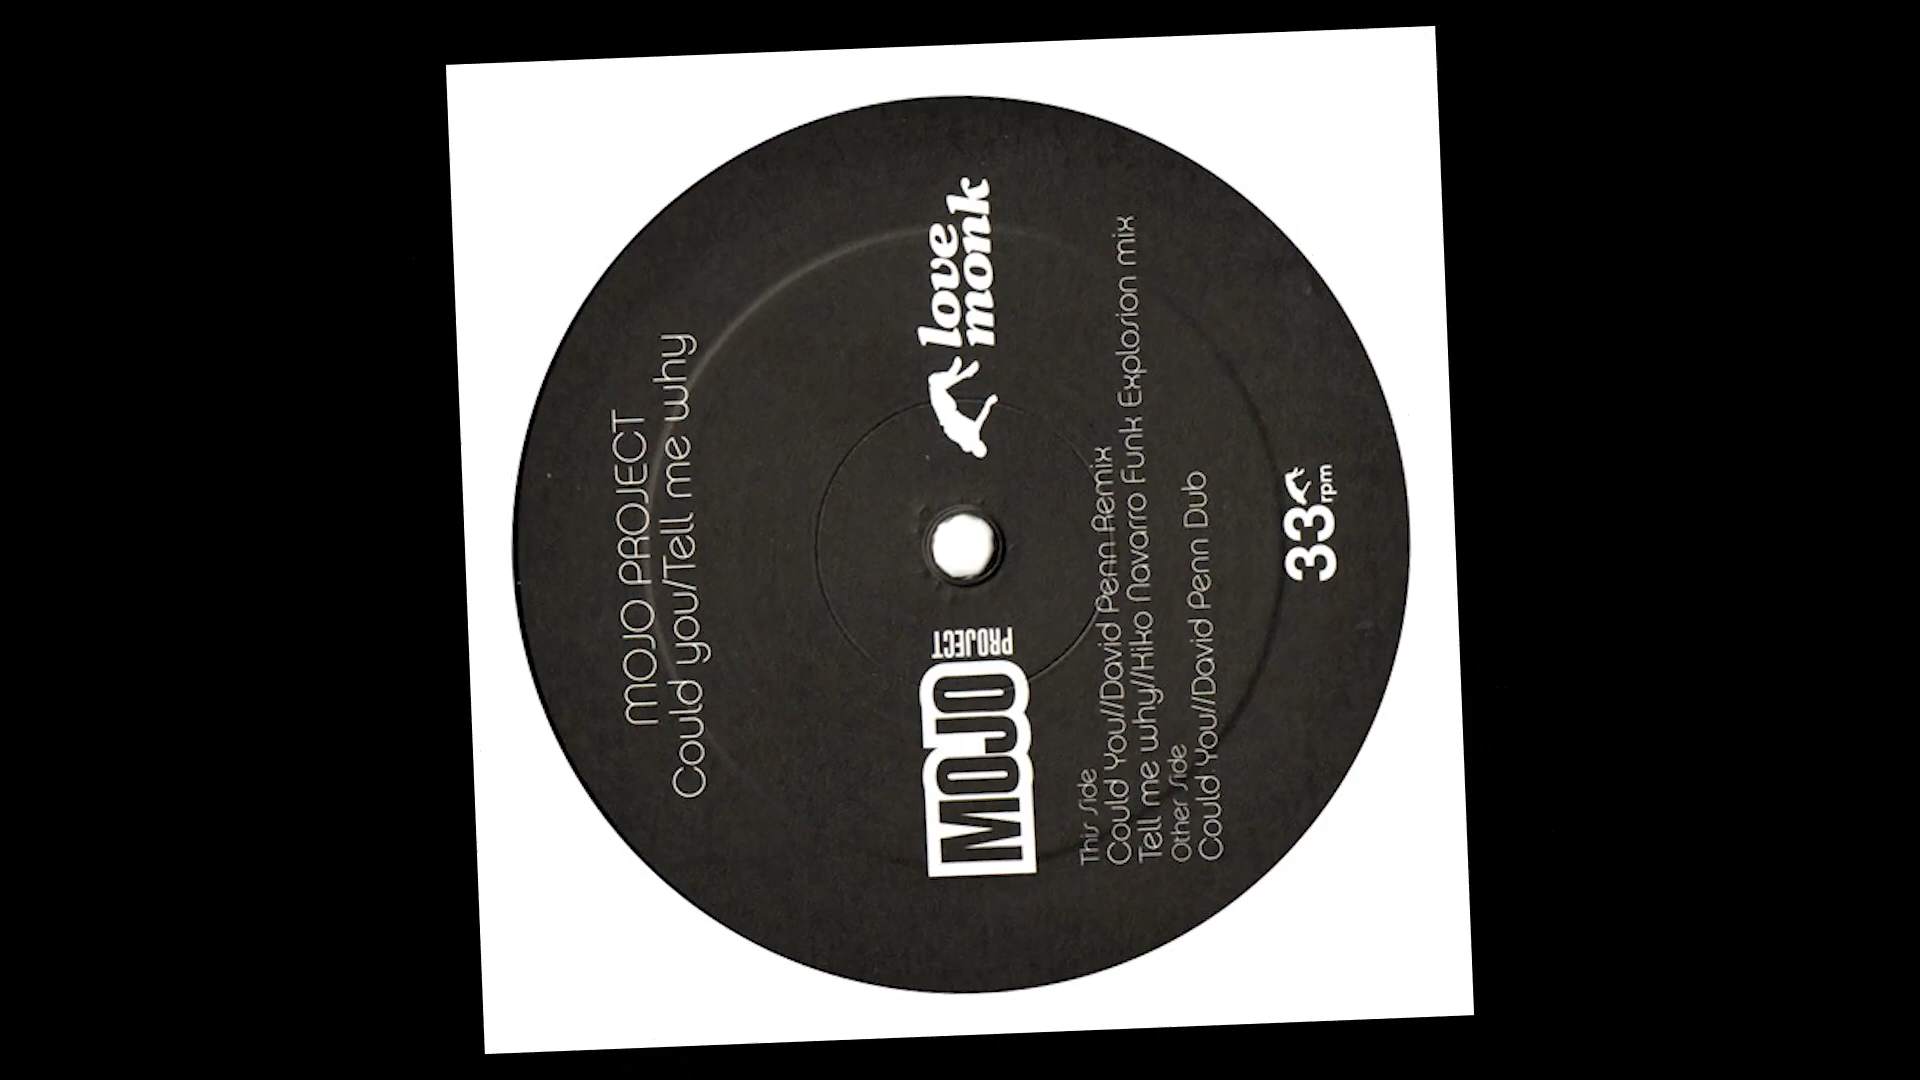 MOJO PROJECT
Could you/Tell me why
MOJO
PROJECT
love
monk
This Side
Could You//David Penn Remix
Tell me why//Kiko Navarro Funk Explosion mix
Other Side
Could You//David Penn Dub
33
rpm